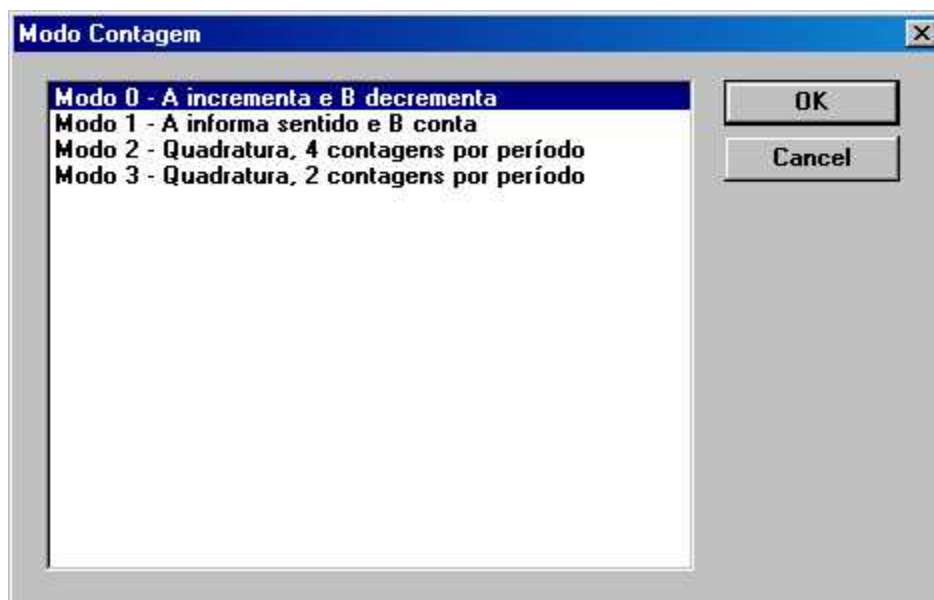 Modo Contagem
Modo 0 - A incrementa e B decrementa
Modo 1 - A informa sentido e B conta
Modo 2 - Quadratura, 4 contagens por período
Modo 3 - Quadratura, 2 contagens por período
OK
Cancel